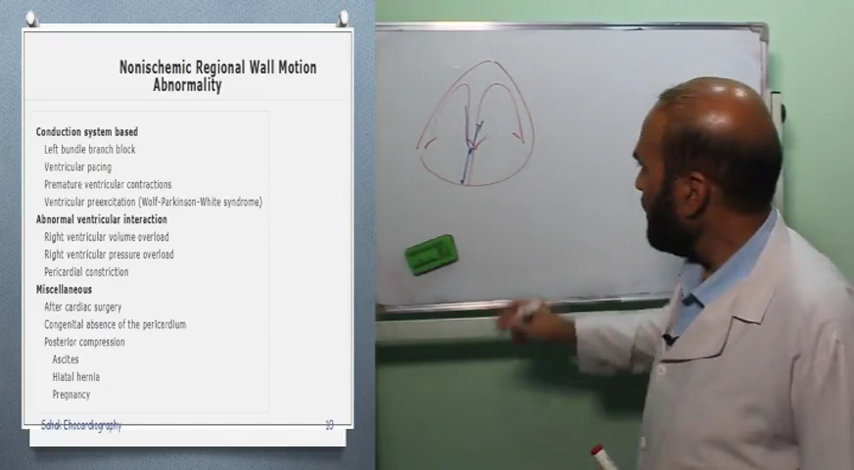 Nonischemic Regional Wall Motion
Abnormality
Conduction system based
Left bundle branch block
Ventricular pacing
Premature ventricular contractions
Ventricular preexcitation (Wolf-Parkinson-White syndrome)
Abnormal ventricular interaction
Right ventricular volume overload
Right ventricular pressure overload
Pericardial constriction
Miscellaneous
After cardiac surgery
Congenital absence of the pericardium
Posterior compression
Ascites
Hiatal hernia
Pregnancy
Sahak Ehocardiography
10